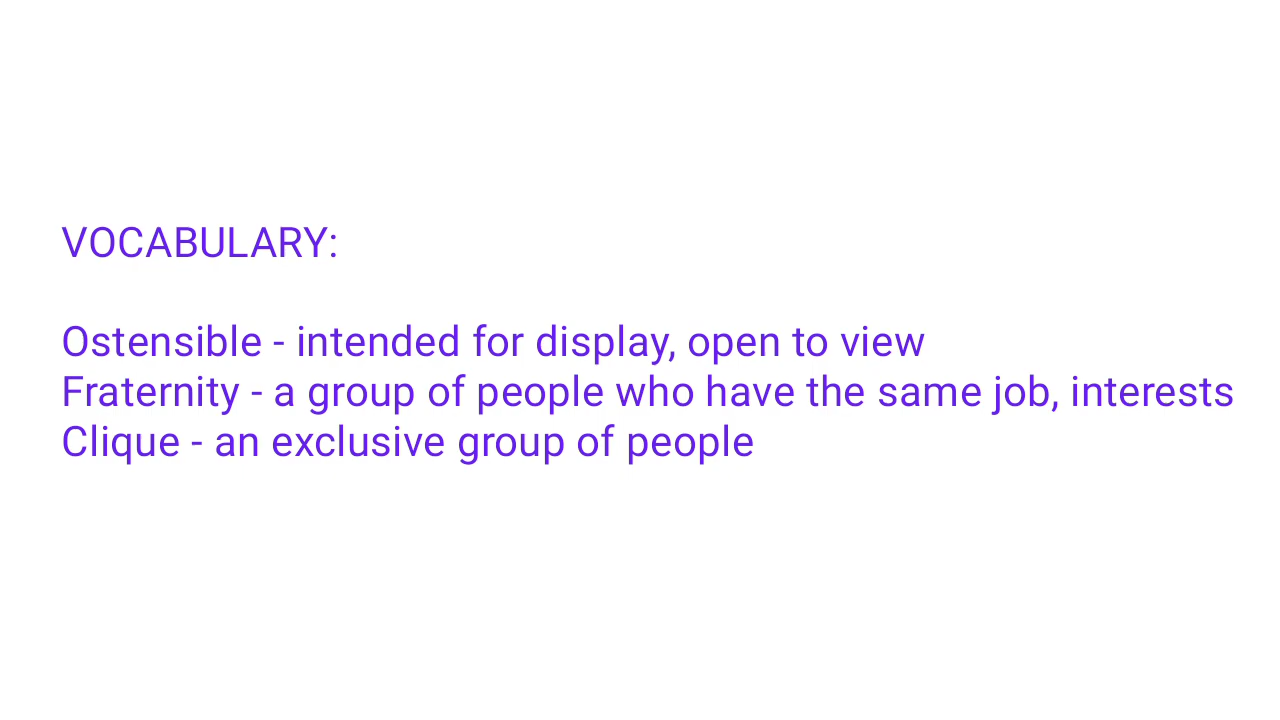 VOCABULARY:
Ostensible - intended for display, open to view
Fraternity - a group of people who have the same job, interests
Clique - an exclusive group of people